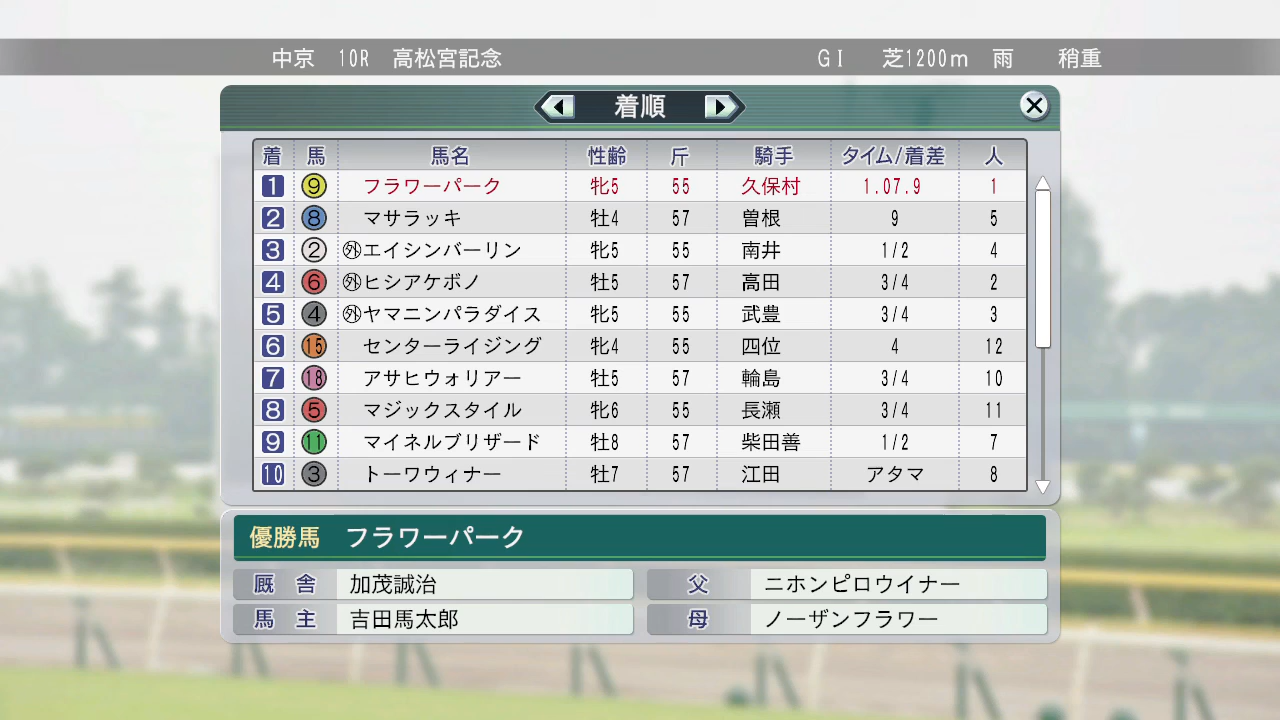 中京 10R 高松宮記念 GI 芝1200m 雨 稍重
着順
着 馬 馬名 性齢 斤 騎手 タイム/着差 人
1 9 フラワーパーク 牝5 55 久保村 1.07.9 1
2 8 マサラッキ 牡4 57 曽根 9 5
3 2 外エイシンバーリン 牝5 55 南井 1/2 4
4 6 外ヒシアケボノ 牡5 57 高田 3/4 2
5 4 外ヤマニンパラダイス 牝5 55 武豊 3/4 3
6 15 センターライジング 牝4 55 四位 4 12
7 18 アサヒウォリアー 牡5 57 輪島 3/4 10
8 5 マジックスタイル 牝6 55 長瀬 3/4 11
9 11 マイネルブリザード 牡8 57 柴田善 1/2 7
10 3 トーワウィナー 牡7 57 江田 アタマ 8
優勝馬 フラワーパーク
厩舎 加茂誠治 父 ニホンピロウイナー
馬主 吉田馬太郎 母 ノーザンフラワー